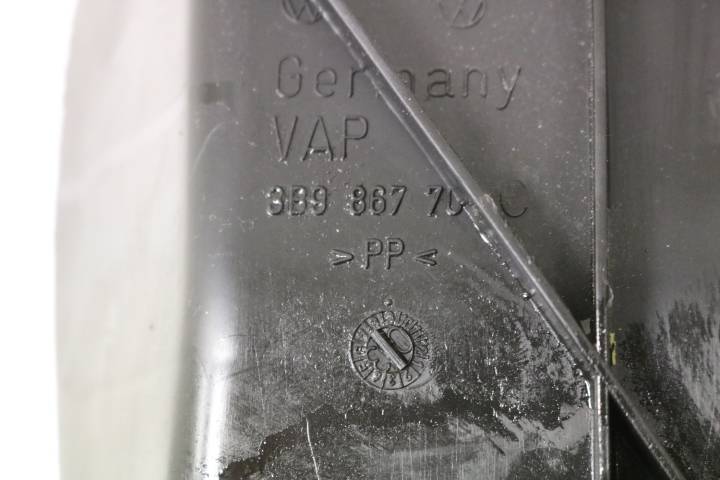 Germany
VAP
3B9 867 70 C
>PP<